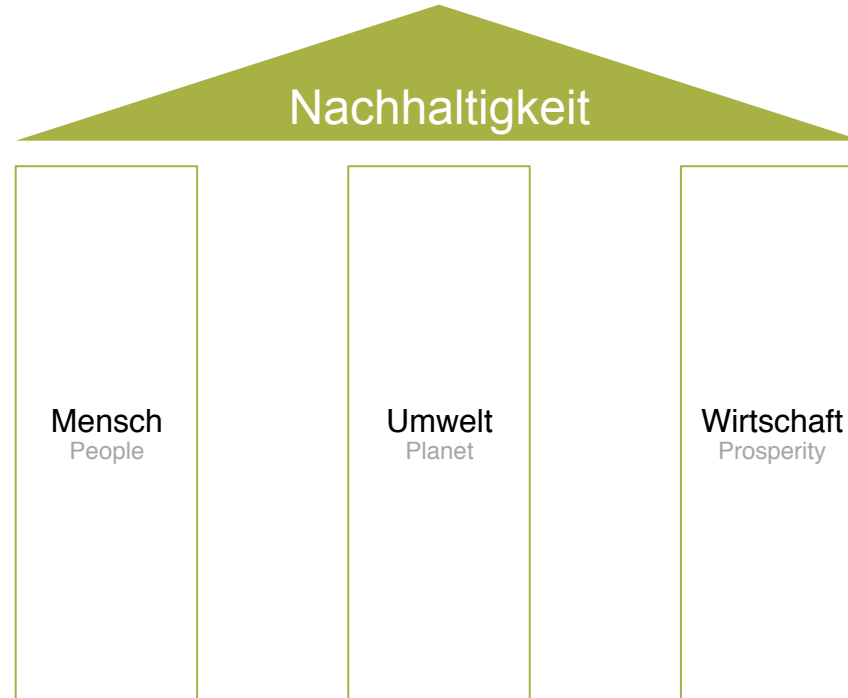 Nachhaltigkeit
Mensch
People
Umwelt
Planet
Wirtschaft
Prosperity